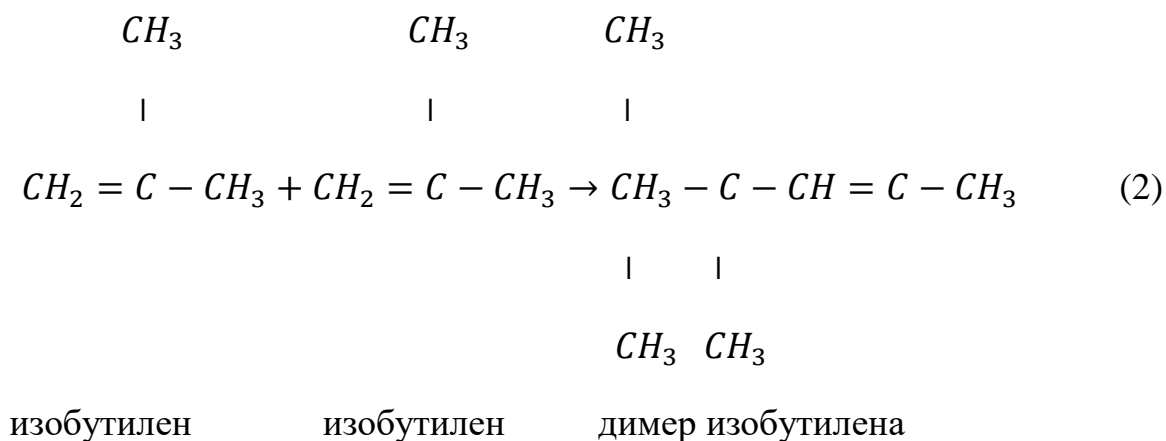 CH₃ CH₃ CH₃
| | |
CH₂ = C − CH₃ + CH₂ = C − CH₃ → CH₃ − C − CH = C − CH₃ (2)
| |
CH₃ CH₃
изобутилен изобутилен димер изобутилена